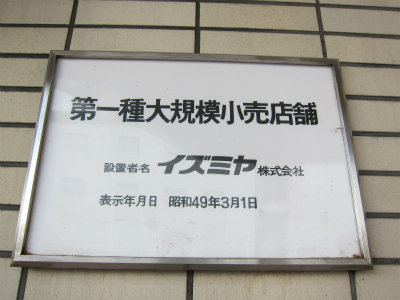 第一種大規模小売店舗
設置者名 イズミヤ株式会社
表示年月日 昭和49年3月1日